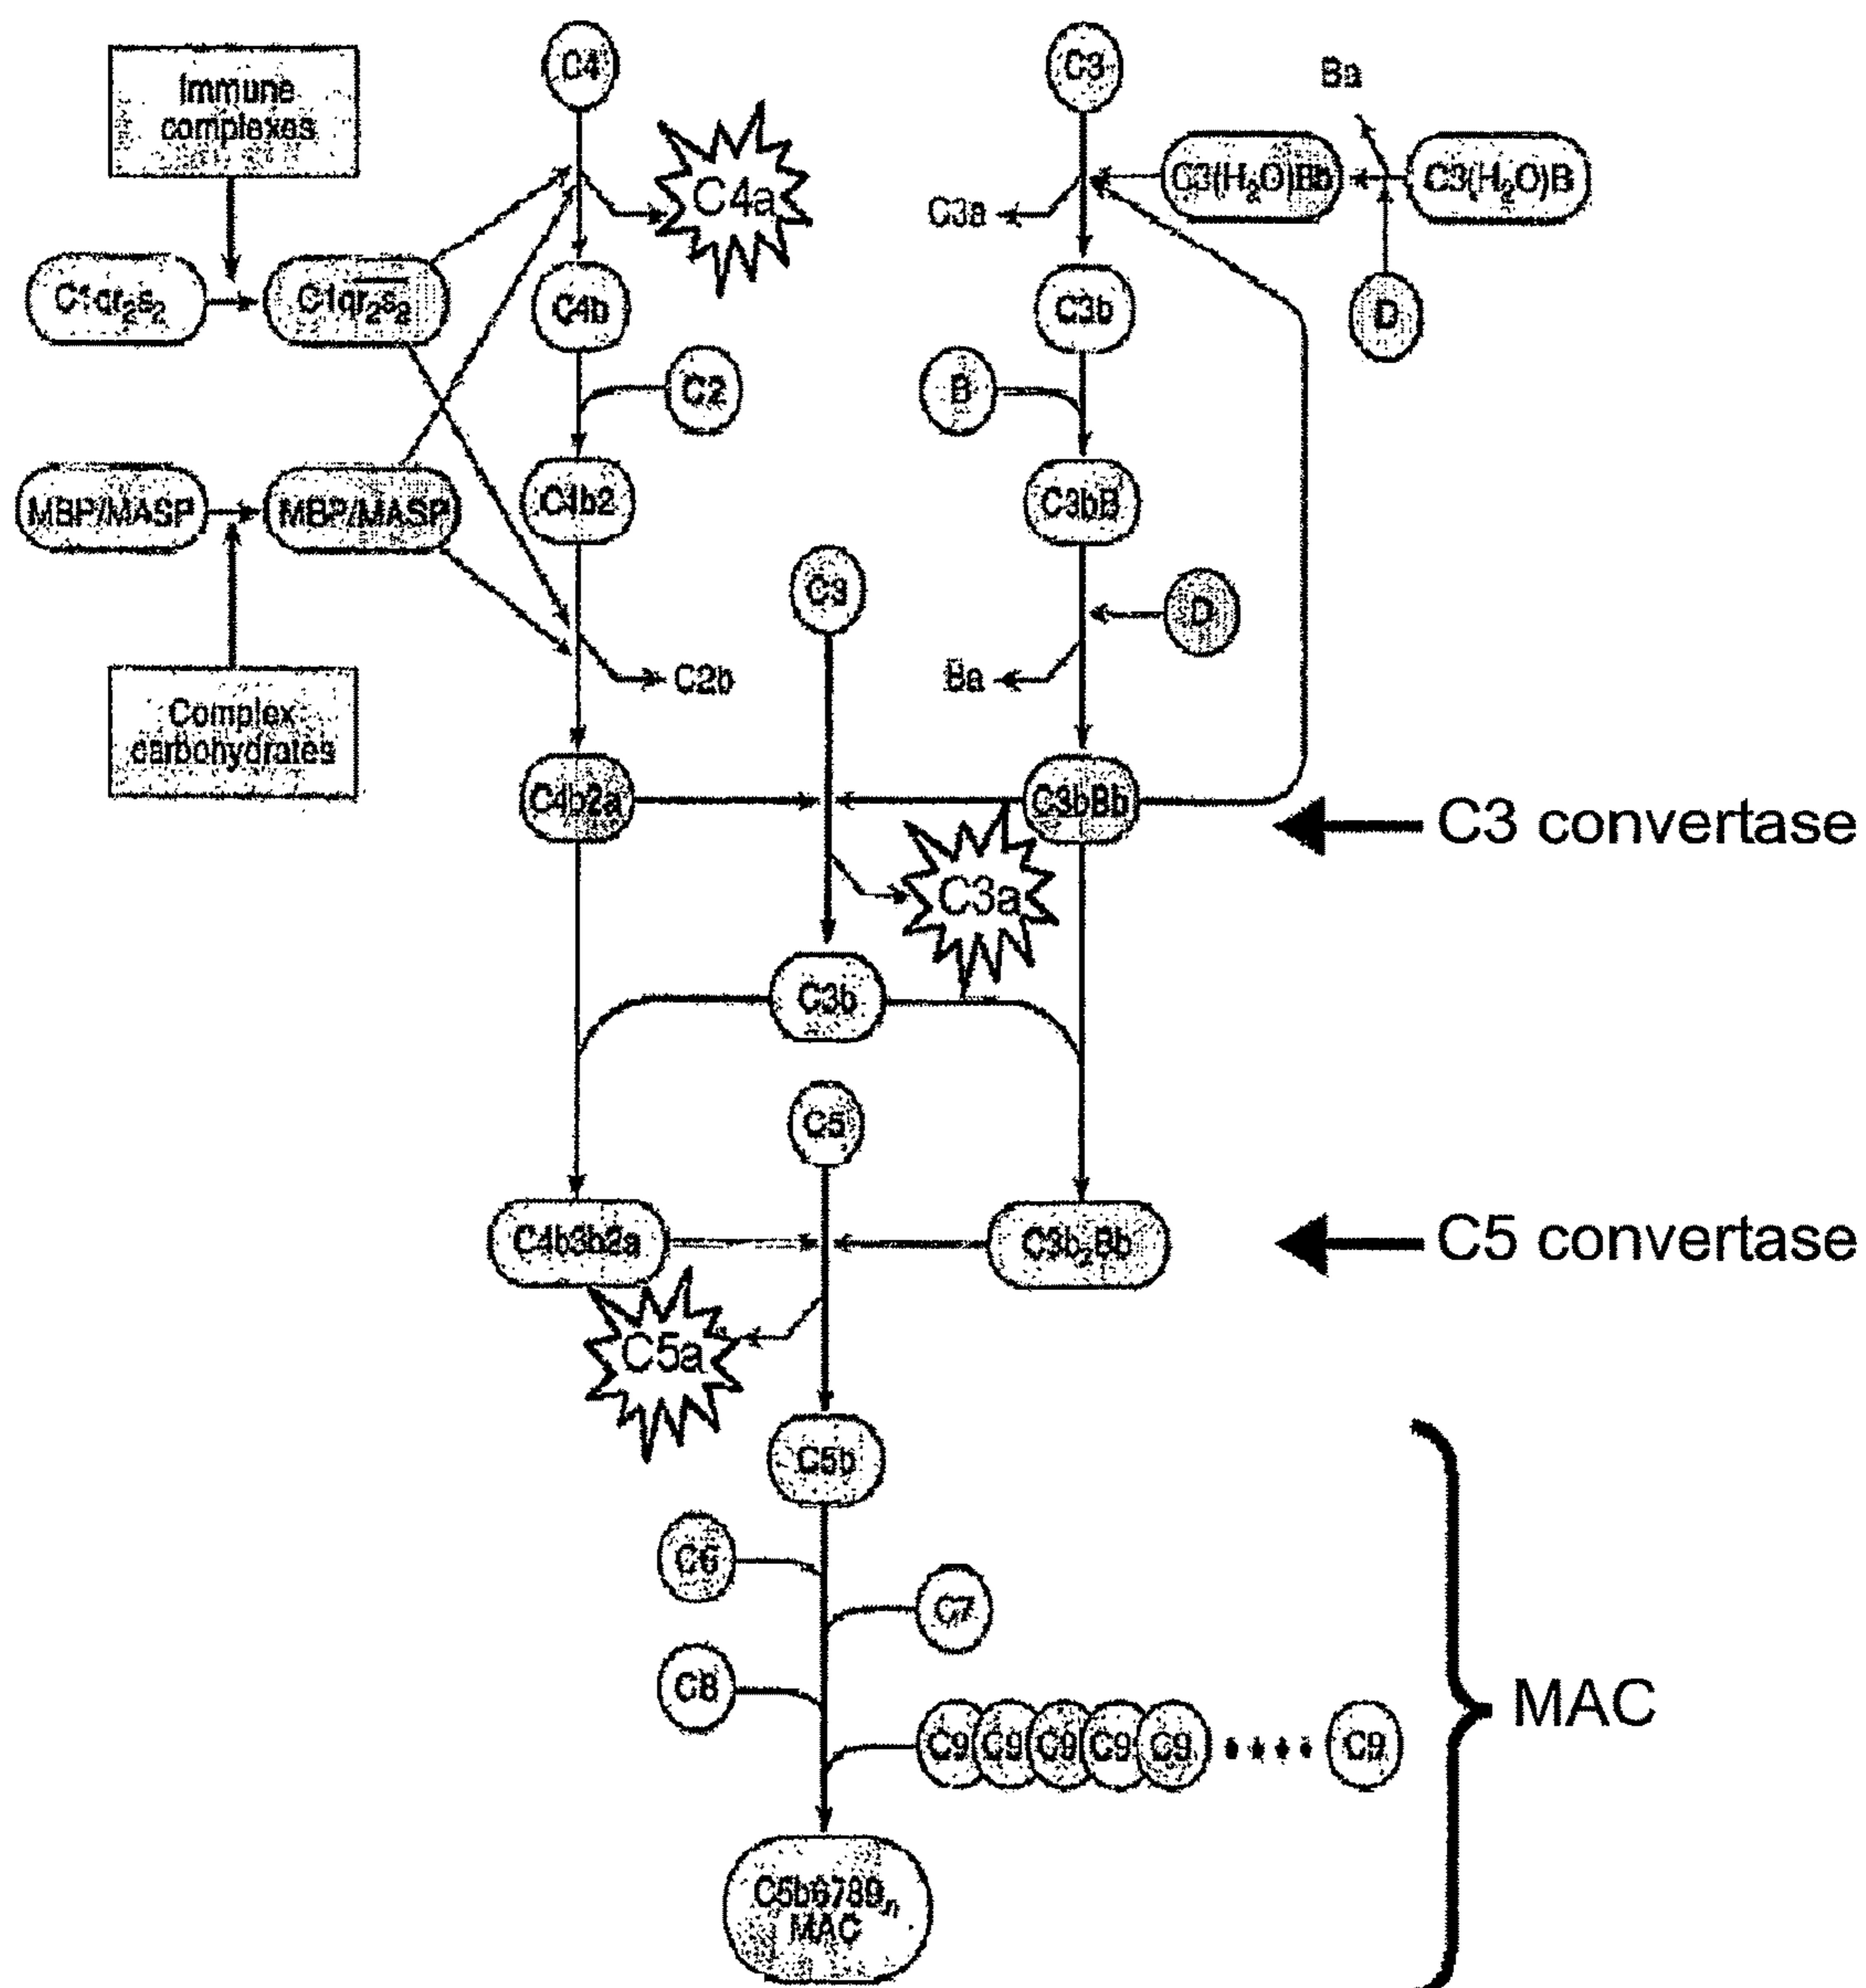 C4
C3
Ba
Immune
complexes
C4a
C3(H₂O)Bb
C3(H₂O)B
C3a
C1qr₂s₂
C1qr₂s₂
C4b
C3b
D
C2
B
MBP/MASP
MBP/MASP
C4b2
C3bB
C3
D
C2b
Ba
Complex
carbohydrates
C4b2a
C3bBb
C3 convertase
C3a
C3b
C5
C4b3b2a
C3b₂Bb
C5 convertase
C5a
C5b
C6
C7
C8
C9 C9 C9 C9 C9 •••• C9
MAC
C5b6789ₙ
MAC